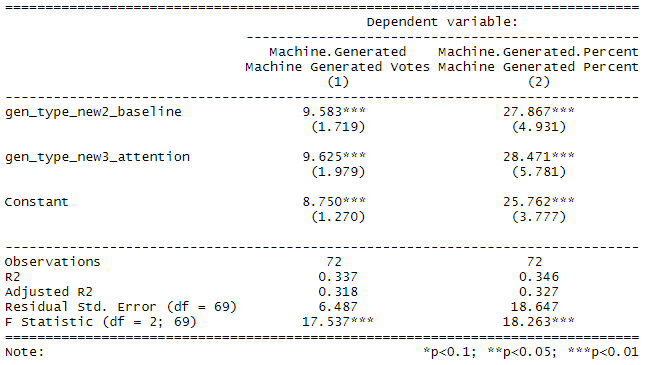 Dependent variable:
Machine.Generated Machine.Generated.Percent
Machine Generated Votes Machine Generated Percent
(1) (2)
gen_type_new2_baseline 9.583*** 27.867***
(1.719) (4.931)
gen_type_new3_attention 9.625*** 28.471***
(1.979) (5.781)
Constant 8.750*** 25.762***
(1.270) (3.777)
Observations 72 72
R2 0.337 0.346
Adjusted R2 0.318 0.327
Residual Std. Error (df = 69) 6.487 18.647
F Statistic (df = 2; 69) 17.537*** 18.263***
Note: *p<0.1; **p<0.05; ***p<0.01